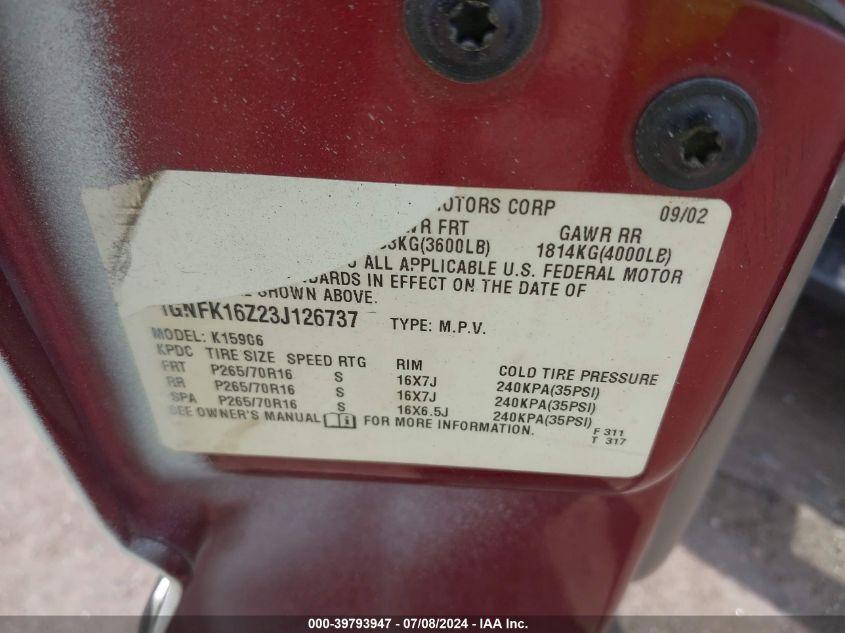 MOTORS CORP 09/02
WR FRT GAWR RR
3KG(3600LB) 1814KG(4000LB)
TO ALL APPLICABLE U.S. FEDERAL MOTOR
DARDS IN EFFECT ON THE DATE OF
SHOWN ABOVE.
1GNFK16Z23J126737 TYPE: M.P.V.
MODEL: K15906
KPDC TIRE SIZE SPEED RTG RIM COLD TIRE PRESSURE
FRT P265/70R16 S 16X7J 240KPA(35PSI)
RR P265/70R16 S 16X7J 240KPA(35PSI)
SPA P265/70R16 S 16X6.5J 240KPA(35PSI)
SEE OWNER'S MANUAL FOR MORE INFORMATION.
F 311
T 317
000-39793947 / 07/08/2024 - IAA Inc.